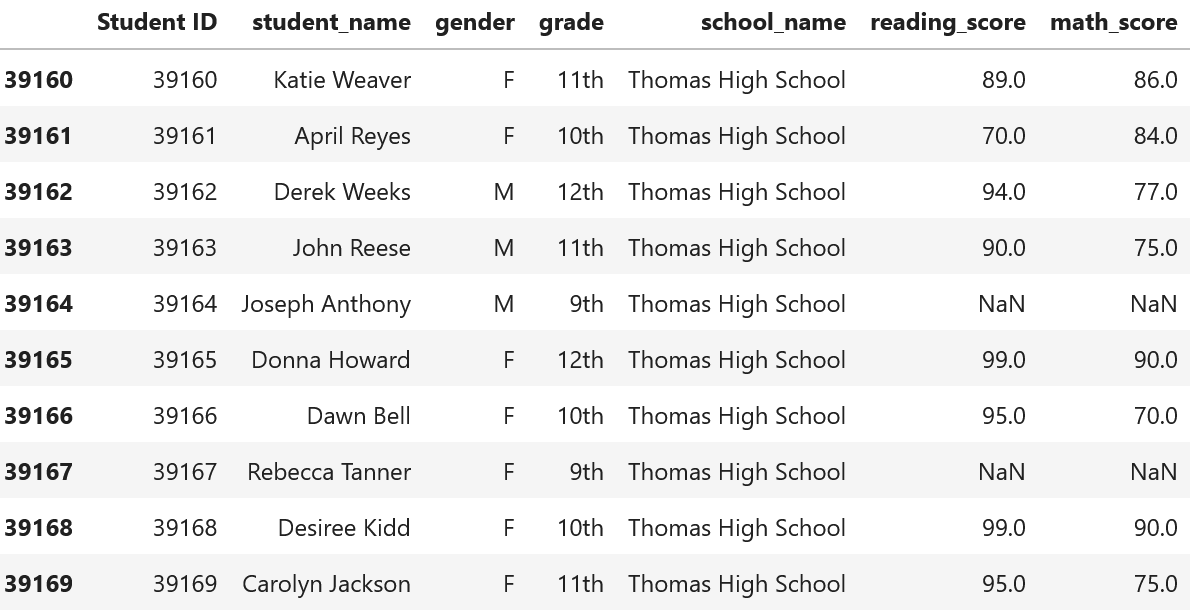 Student ID student_name gender grade school_name reading_score math_score
39160 39160 Katie Weaver F 11th Thomas High School 89.0 86.0
39161 39161 April Reyes F 10th Thomas High School 70.0 84.0
39162 39162 Derek Weeks M 12th Thomas High School 94.0 77.0
39163 39163 John Reese M 11th Thomas High School 90.0 75.0
39164 39164 Joseph Anthony M 9th Thomas High School NaN NaN
39165 39165 Donna Howard F 12th Thomas High School 99.0 90.0
39166 39166 Dawn Bell F 10th Thomas High School 95.0 70.0
39167 39167 Rebecca Tanner F 9th Thomas High School NaN NaN
39168 39168 Desiree Kidd F 10th Thomas High School 99.0 90.0
39169 39169 Carolyn Jackson F 11th Thomas High School 95.0 75.0